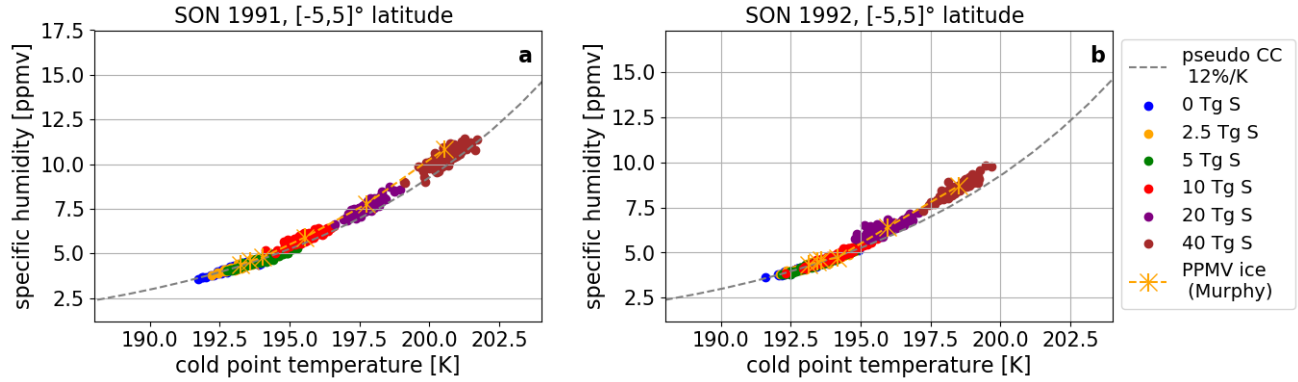 SON 1991, [-5,5]° latitude
a
17.5
15.0
12.5
10.0
7.5
5.0
2.5
specific humidity [ppmv]
190.0 192.5 195.0 197.5 200.0 202.5
cold point temperature [K]
SON 1992, [-5,5]° latitude
b
15.0
12.5
10.0
7.5
5.0
2.5
specific humidity [ppmv]
190.0 192.5 195.0 197.5 200.0 202.5
cold point temperature [K]
pseudo CC
12%/K
0 Tg S
2.5 Tg S
5 Tg S
10 Tg S
20 Tg S
40 Tg S
PPMV ice
(Murphy)